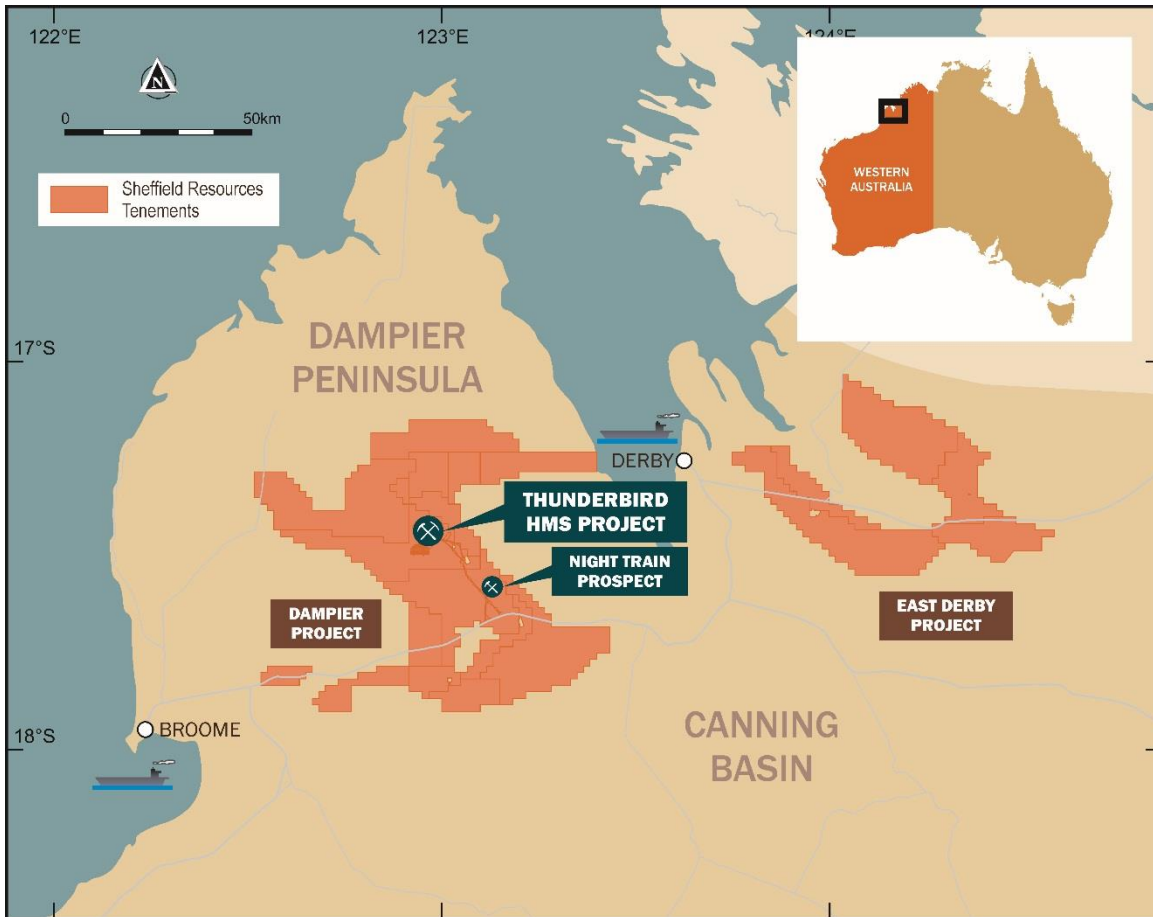 122°E
123°E
124°E
N
0
50km
Sheffield Resources
Tenements
WESTERN
AUSTRALIA
DAMPIER
PENINSULA
17°S
DERBY
THUNDERBIRD
HMS PROJECT
NIGHT TRAIN
PROSPECT
DAMPIER
PROJECT
EAST DERBY
PROJECT
CANNING
BASIN
BROOME
18°S